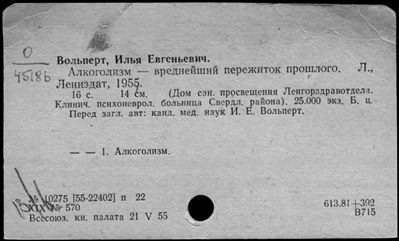 О
45186
Вольперт, Илья Евгеньевич.
Алкоголизм — вреднейший пережиток прошлого. Л.,
Лениздат, 1955.
16 с. 14 см. (Дом сан. просвещения Ленгорздравотдела.
Клинич. психоневрол. больница Свердл. района). 25.000 экз. Б. ц.
Перед загл. авт: канд. мед. наук И. Е. Вольперт.
— — 1. Алкоголизм.
№ 10275 [55-22402] п 22
XIX № 570
Всесоюз. кн. палата 21 V 55
613.81+392
В715